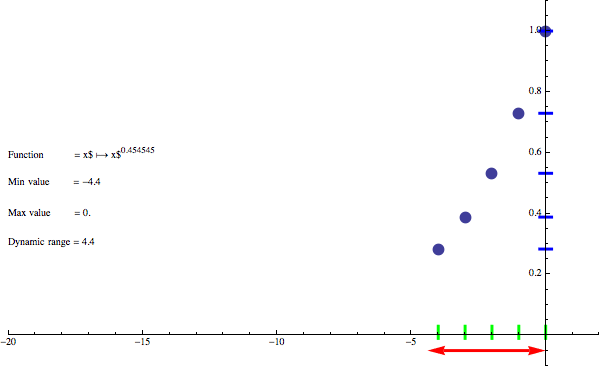 1.0
0.8
Function = x$ ↦ x$^0.454545
0.6
Min value = −4.4
Max value = 0.
0.4
Dynamic range = 4.4
0.2
−20 −15 −10 −5